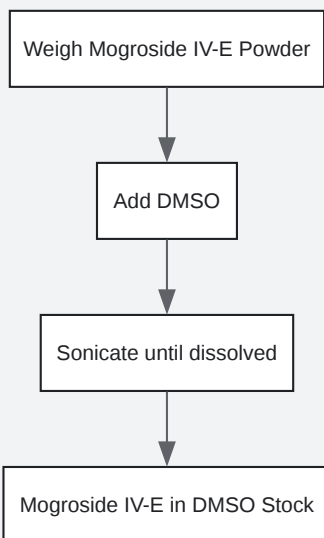 Weigh Mogroside IV-E Powder
Add DMSO
Sonicate until dissolved
Mogroside IV-E in DMSO Stock